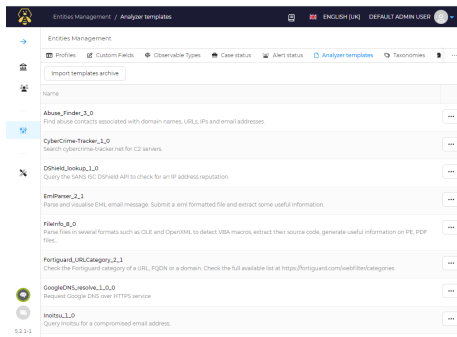 Entities Management / Analyzer templates
ENGLISH (UK)
DEFAULT ADMIN USER
Entities Management
Profiles
Custom Fields
Observable Types
Case status
Alert status
Analyzer templates
Taxonomies
...
Import templates archive
Name
Abuse_Finder_3_0
Find abuse contacts associated with domain names, URLs, IPs and email addresses.
CyberCrime-Tracker_1_0
Search cybercrime-tracker.net for C2 servers.
DShield_lookup_1_0
Query the SANS ISC DShield API to check for an IP address reputation.
EmlParser_2_1
Parse and visualise EML email message. Submit a .eml formatted file and extract some useful information.
FileInfo_8_0
Parse files in several formats such as OLE and OpenXML to detect VBA macros, extract their source code, generate useful information on PE, PDF
files...
Fortiguard_URLCategory_2_1
Check the Fortiguard category of a URL, FQDN or a domain. Check the full available list at https://fortiguard.com/webfilter/categories
GoogleDNS_resolve_1_0_0
Request Google DNS over HTTPS service
Inoitsu_1_0
Query Inoitsu for a compromised email address.
5.2.1-1